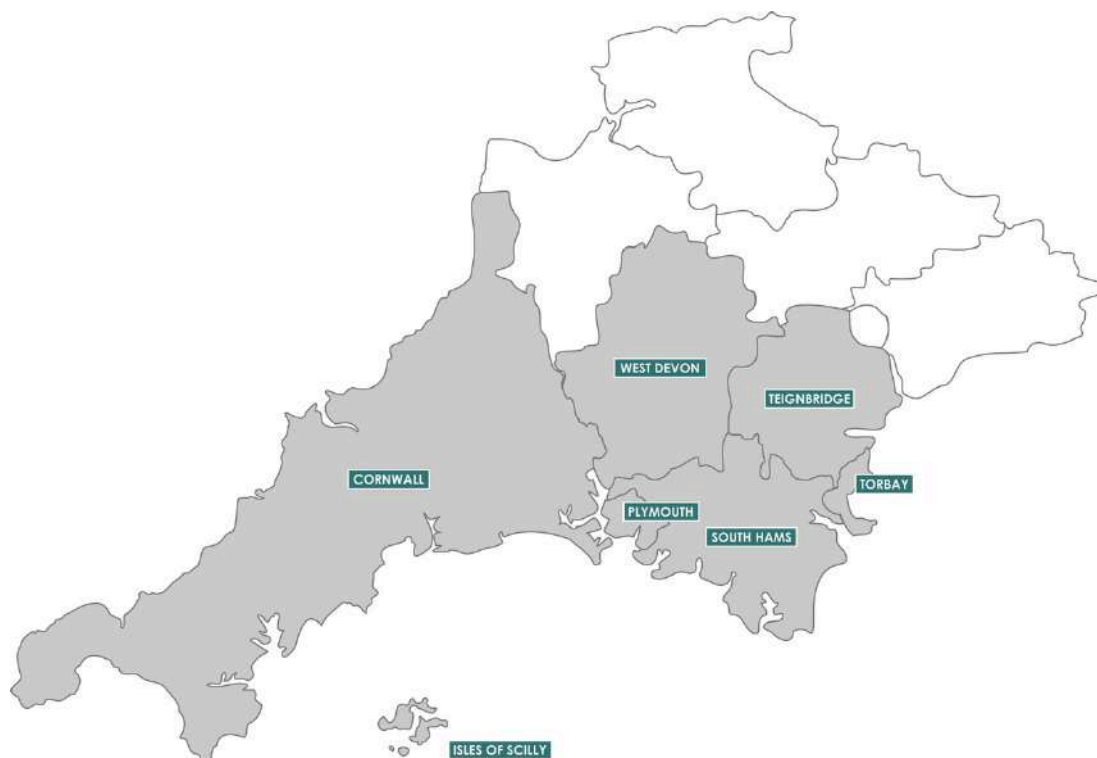 WEST DEVON
TEIGNBRIDGE
CORNWALL
TORBAY
PLYMOUTH
SOUTH HAMS
ISLES OF SCILLY